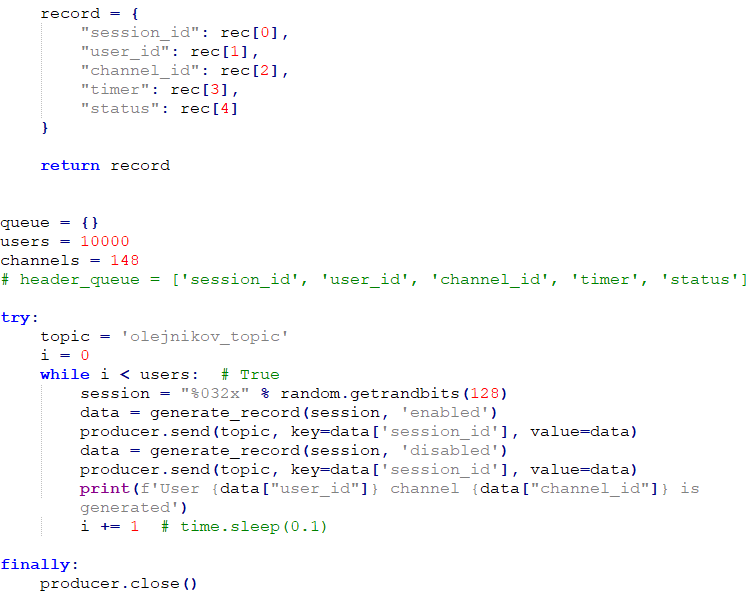 record = {
        "session_id": rec[0],
        "user_id": rec[1],
        "channel_id": rec[2],
        "timer": rec[3],
        "status": rec[4]
    }

    return record


queue = {}
users = 10000
channels = 148
# header_queue = ['session_id', 'user_id', 'channel_id', 'timer', 'status']

try:
    topic = 'olejnikov_topic'
    i = 0
    while i < users:  # True
        session = "%032x" % random.getrandbits(128)
        data = generate_record(session, 'enabled')
        producer.send(topic, key=data['session_id'], value=data)
        data = generate_record(session, 'disabled')
        producer.send(topic, key=data['session_id'], value=data)
        print(f'User {data["user_id"]} channel {data["channel_id"]} is
        generated')
        i += 1  # time.sleep(0.1)

finally:
    producer.close()